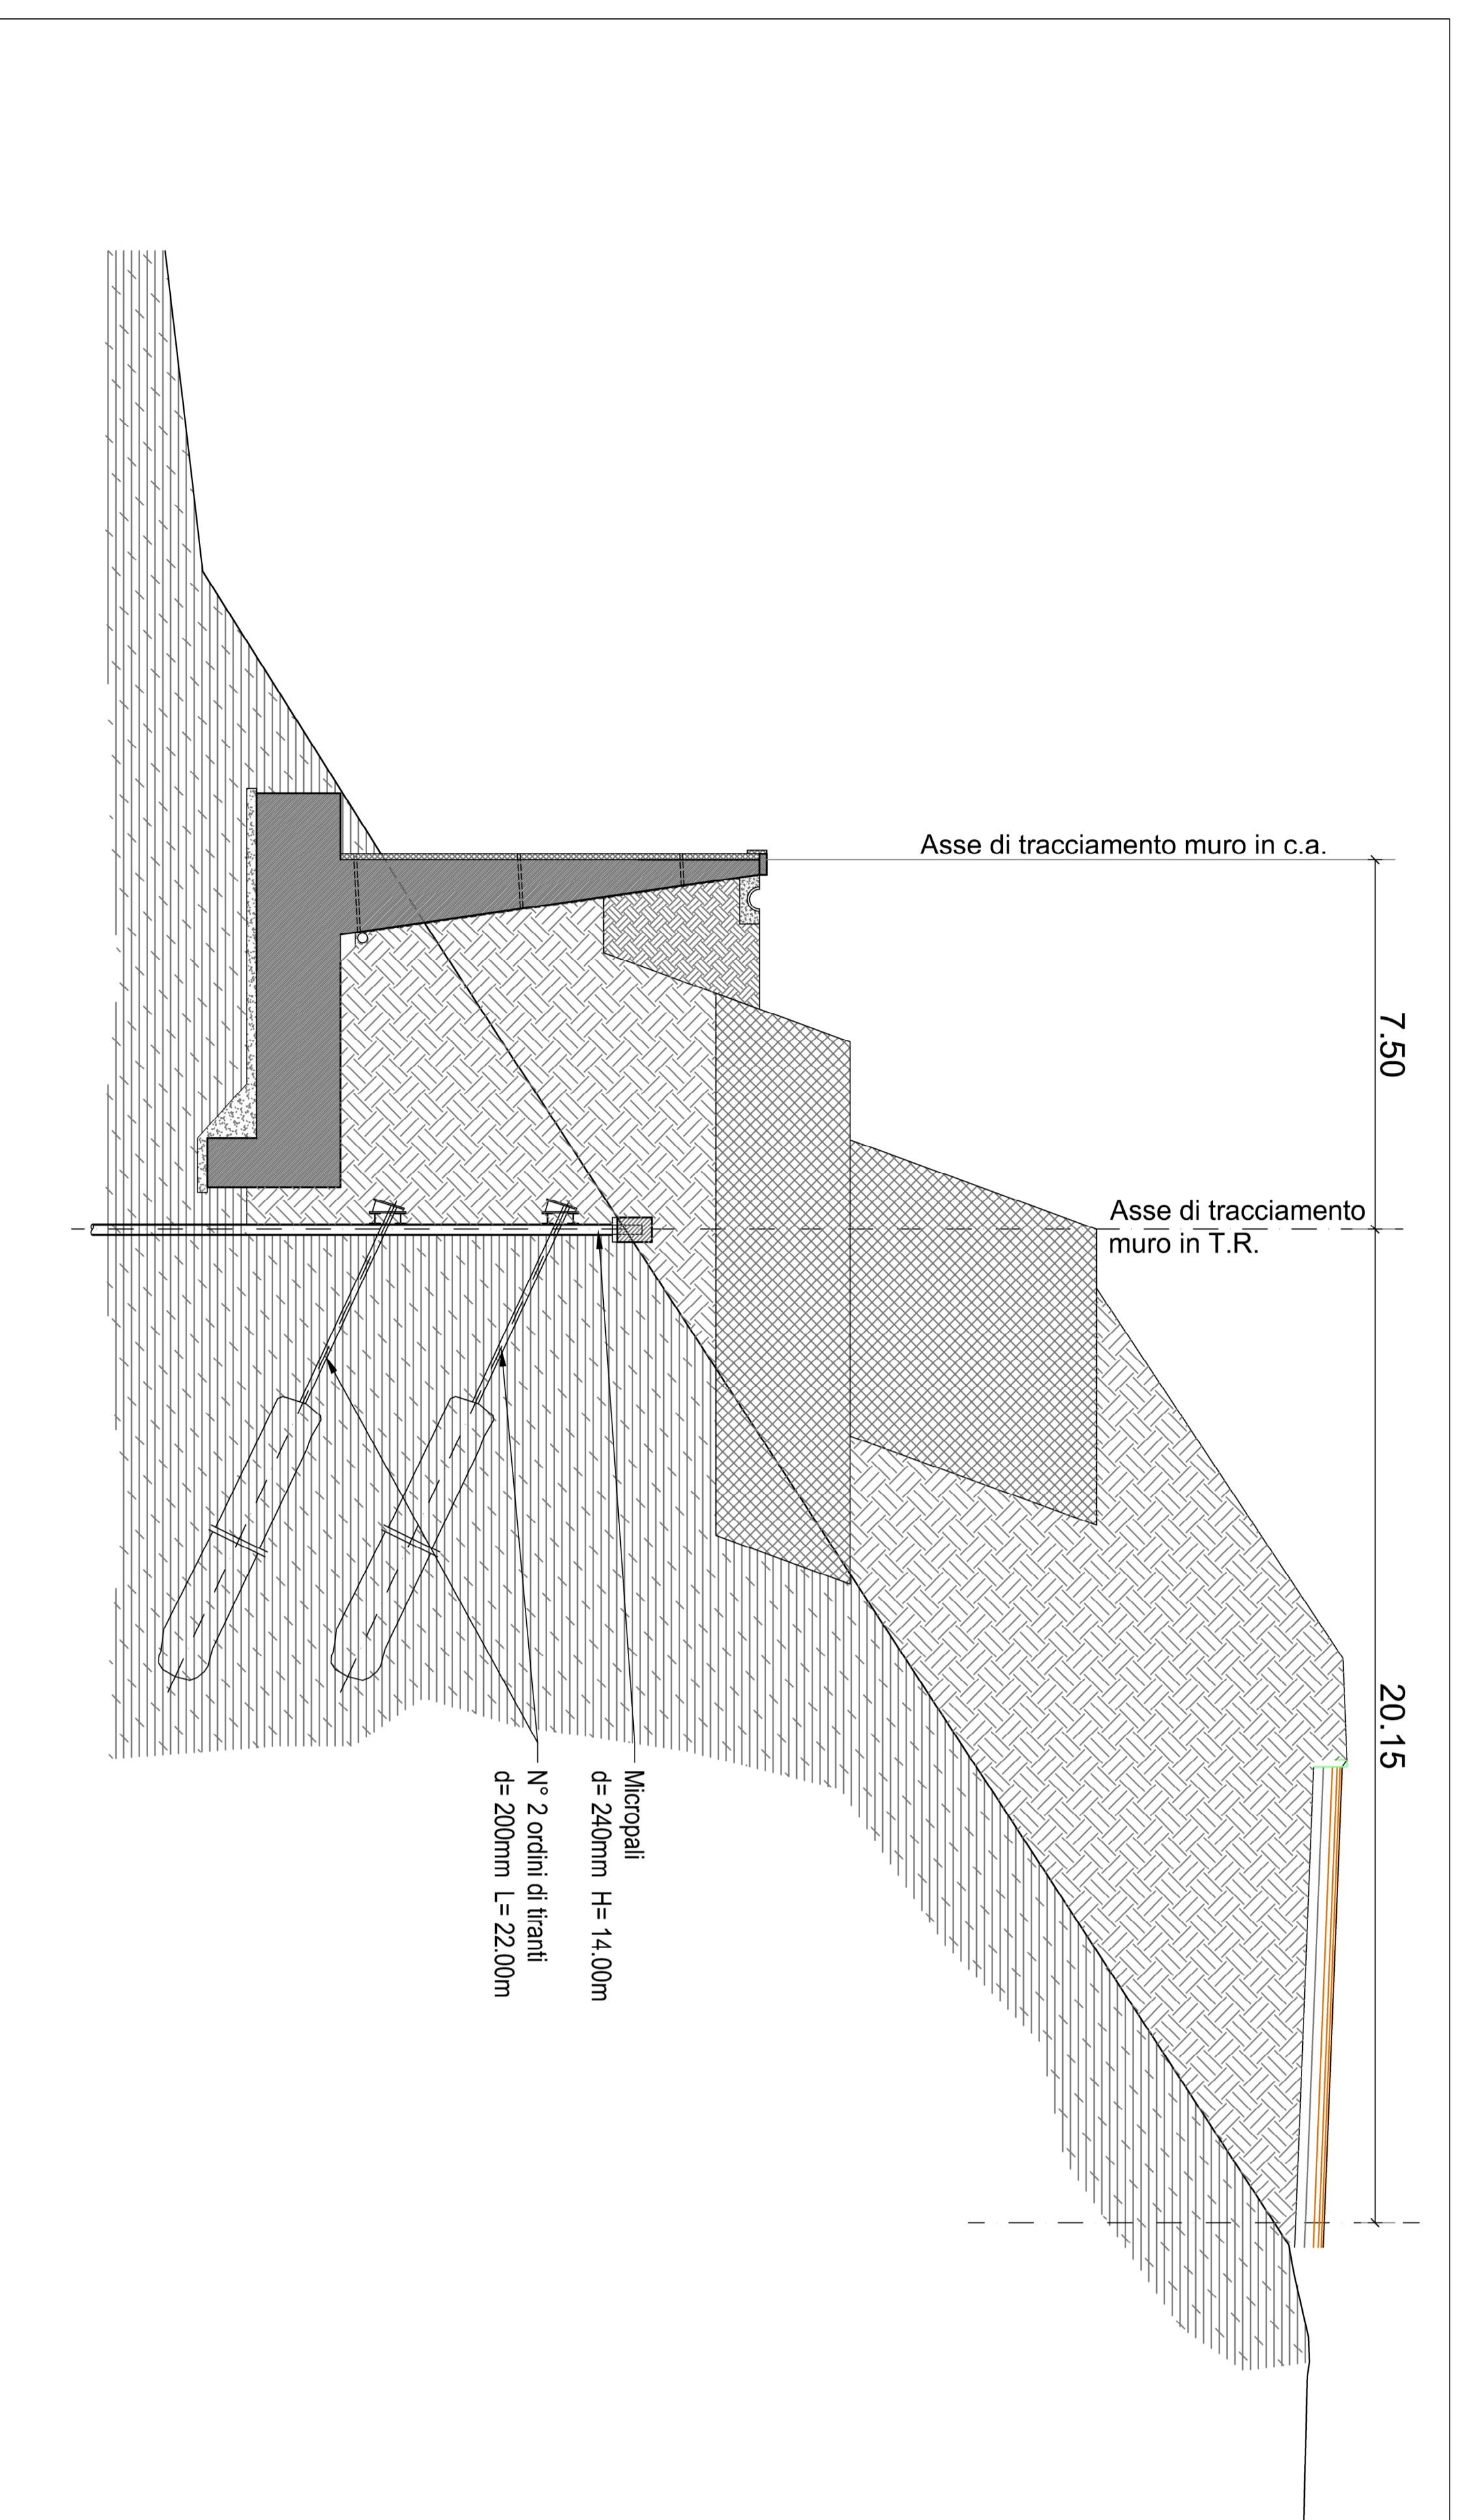 Asse di tracciamento muro in c.a.
7.50
Asse di tracciamento
muro in T.R.
20.15
Micropali
d= 240mm H= 14.00m
N° 2 ordini di tiranti
d= 200mm L= 22.00m